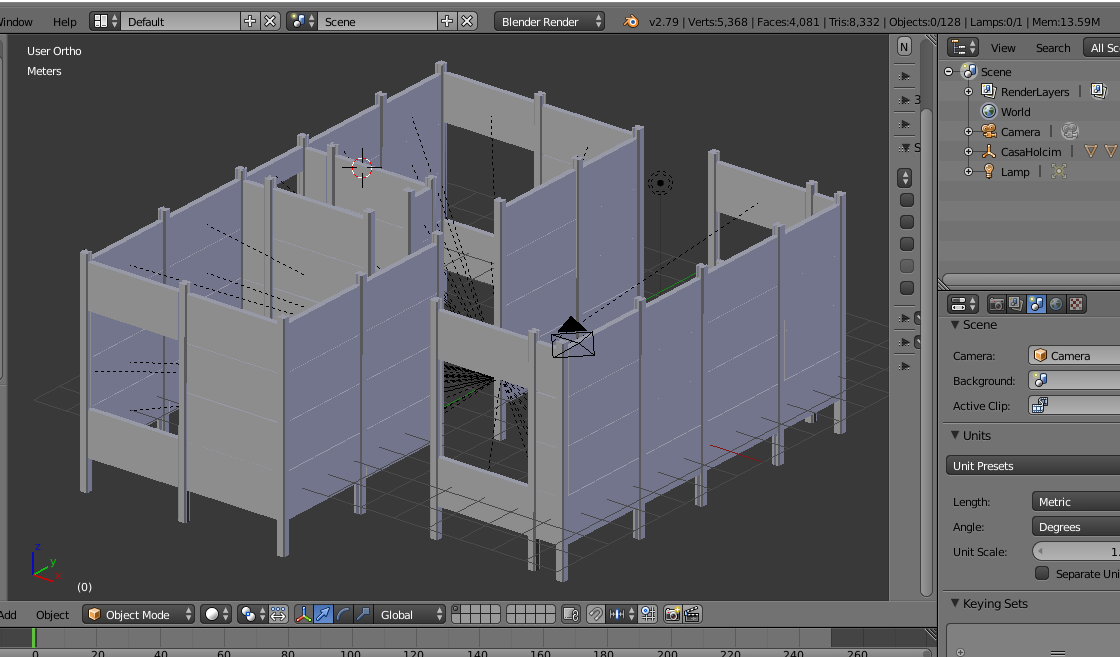 Window Help Default Scene Blender Render v2.79 | Verts:5,368 | Faces:4,081 | Tris:8,332 | Objects:0/128 | Lamps:0/1 | Mem:13.59M
User Ortho
Meters
(0)
z
y
x
N
3
S
View Search All Sc
Scene
RenderLayers
World
Camera
CasaHolcim
Lamp
Scene
Camera: Camera
Background:
Active Clip:
Units
Unit Presets
Length: Metric
Angle: Degrees
Unit Scale: 1.
Separate Uni
Keying Sets
Add Object Object Mode Global
0 20 40 60 80 100 120 140 160 180 200 220 240 260